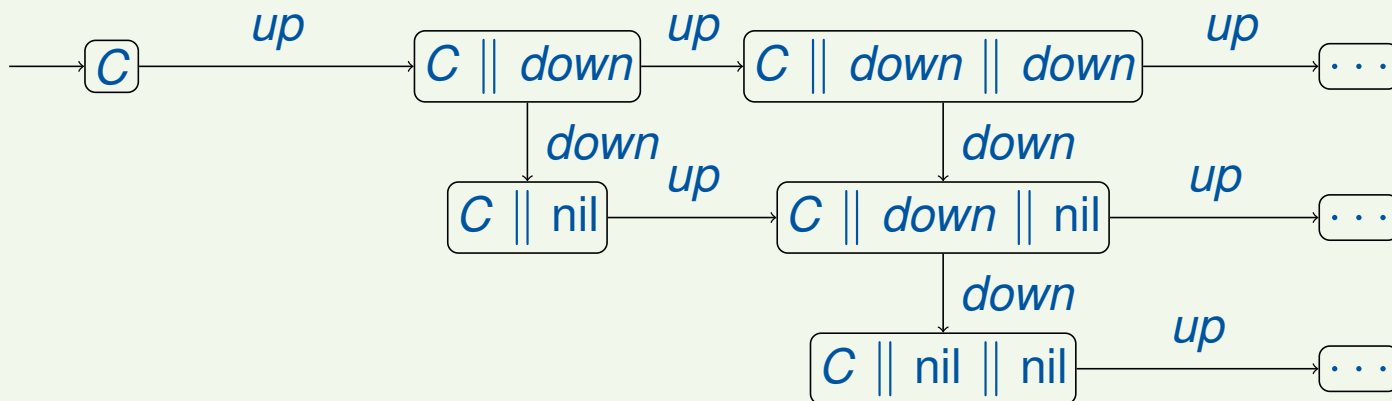 up up up
C C || down C || down || down · · ·
down down
up up
C || nil C || down || nil · · ·
down
up
C || nil || nil · · ·